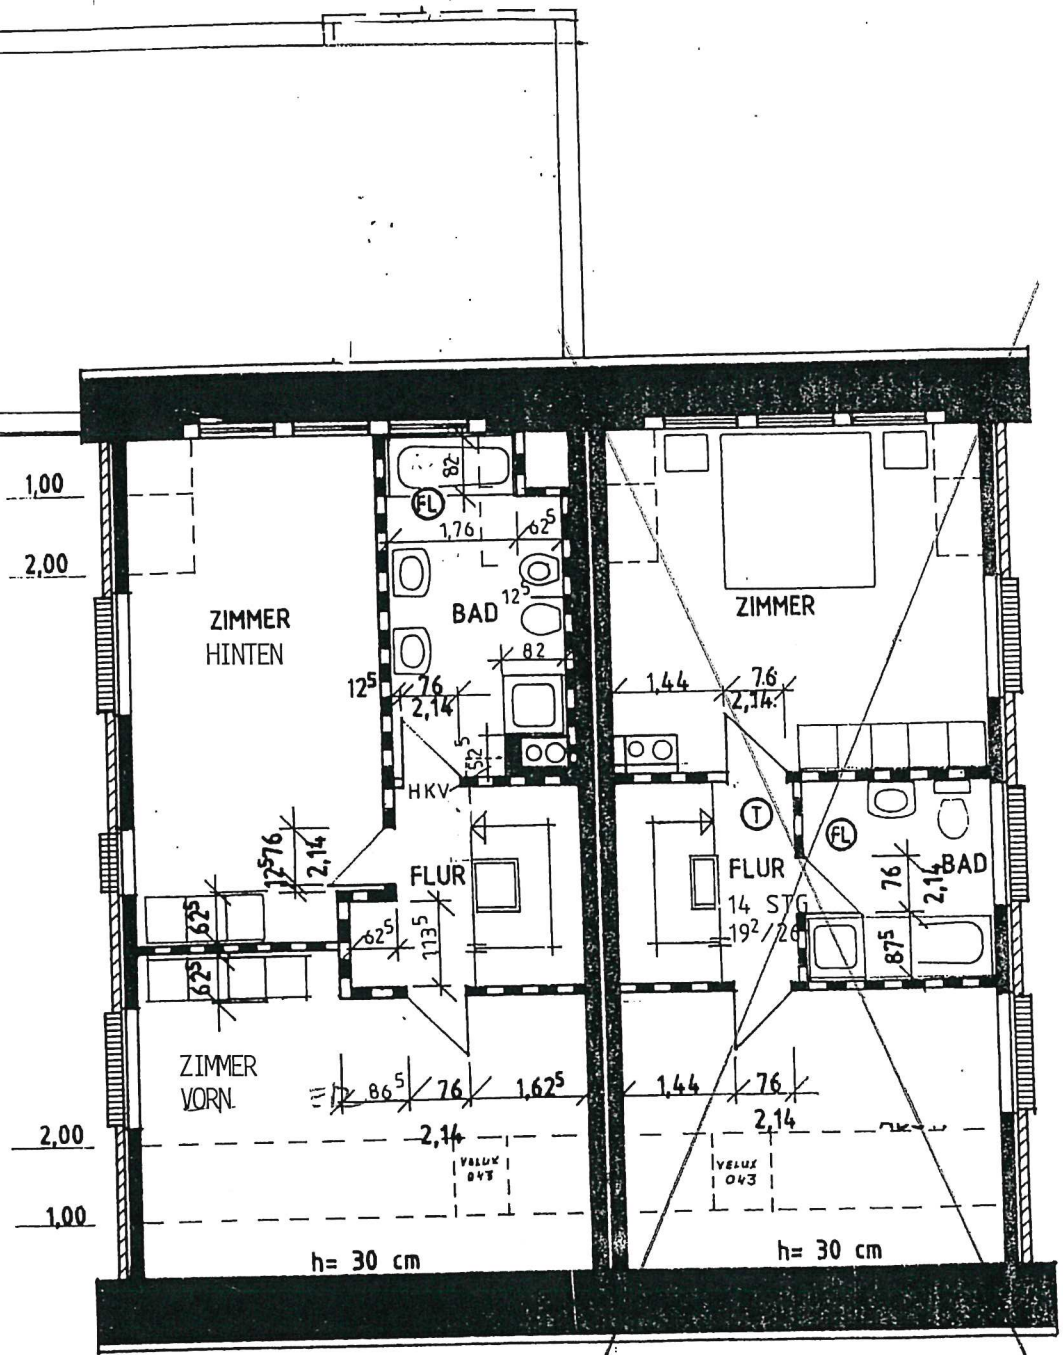 1,00
82
FL
1,76
62⁵
2,00
ZIMMER
HINTEN
BAD
12⁵
ZIMMER
82
12⁵
76
2,14
1,44
76
2,14
52⁵
HKV
T
FL
12⁵
76
2,14
FLUR
FLUR
14 STG
19²/26
76
2,14
BAD
62⁵
62⁵
113⁵
87⁵
62⁵
ZIMMER
VORN
86⁵
76
1,62⁵
1,44
76
2,14
2,14
2,00
VELUX
043
VELUX
043
1,00
h= 30 cm
h= 30 cm